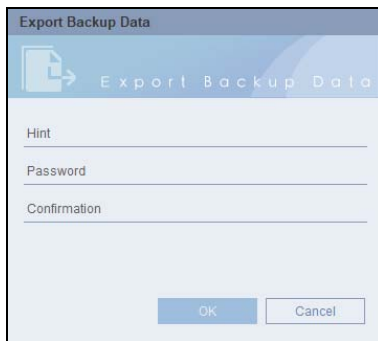 Export Backup Data
Export Backup Data
Hint
Password
Confirmation
OK Cancel